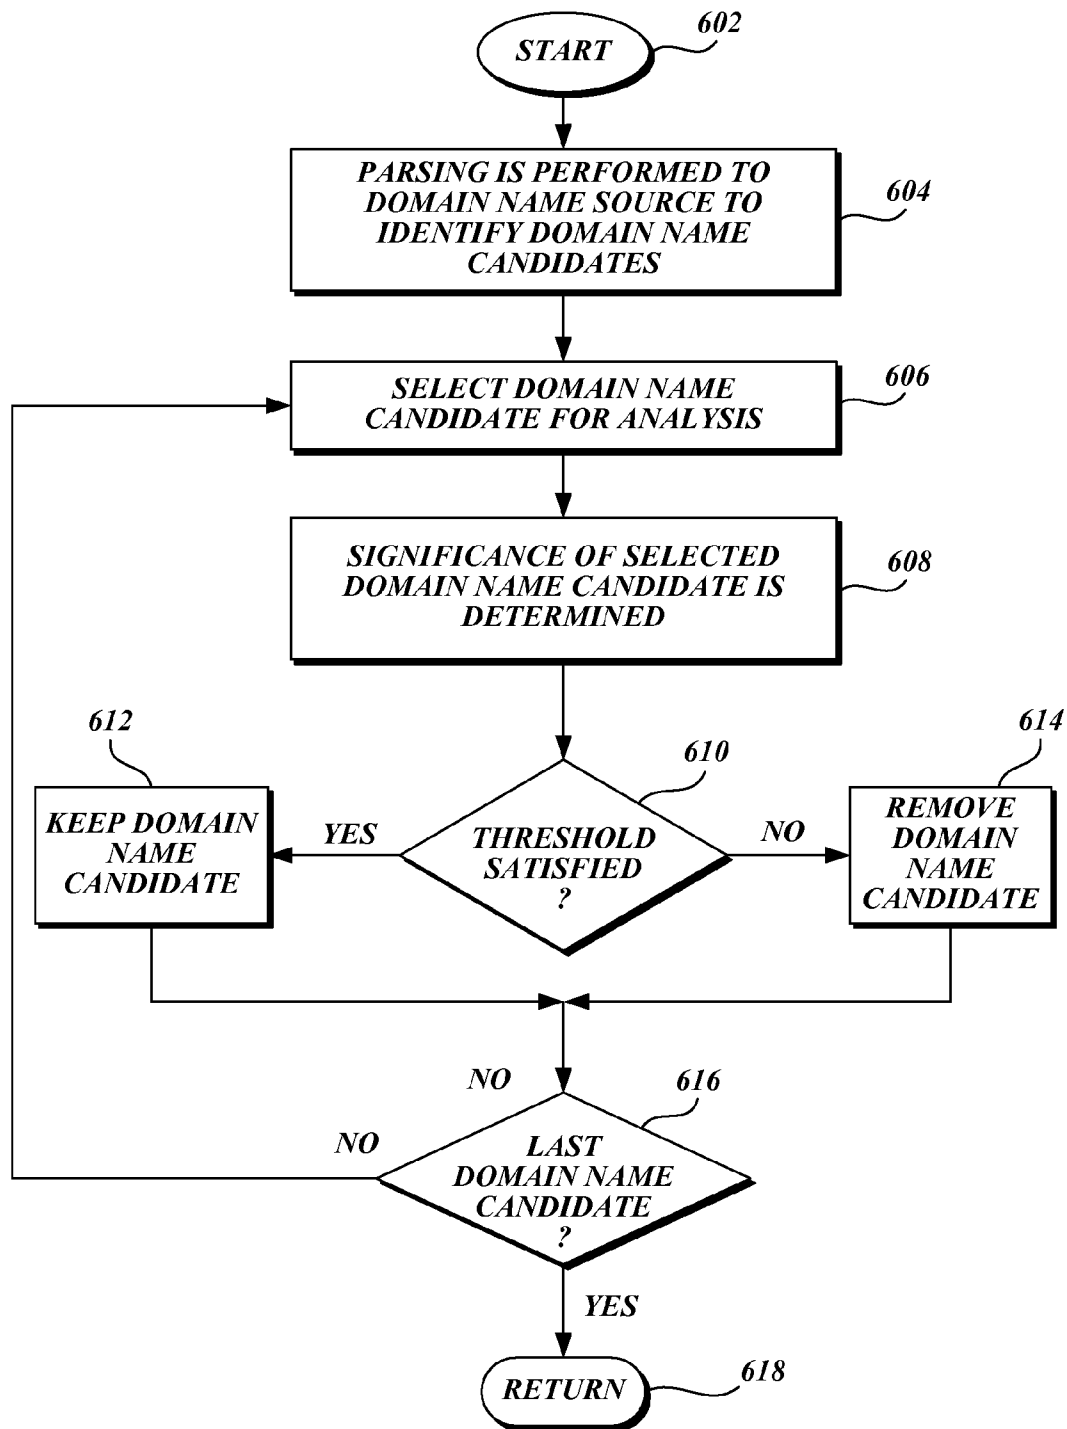 602
START
PARSING IS PERFORMED TO
DOMAIN NAME SOURCE TO
IDENTIFY DOMAIN NAME
CANDIDATES
604
SELECT DOMAIN NAME
CANDIDATE FOR ANALYSIS
606
SIGNIFICANCE OF SELECTED
DOMAIN NAME CANDIDATE IS
DETERMINED
608
612
KEEP DOMAIN
NAME
CANDIDATE
YES
610
THRESHOLD
SATISFIED
?
NO
614
REMOVE
DOMAIN
NAME
CANDIDATE
NO
616
NO
LAST
DOMAIN NAME
CANDIDATE
?
YES
RETURN
618